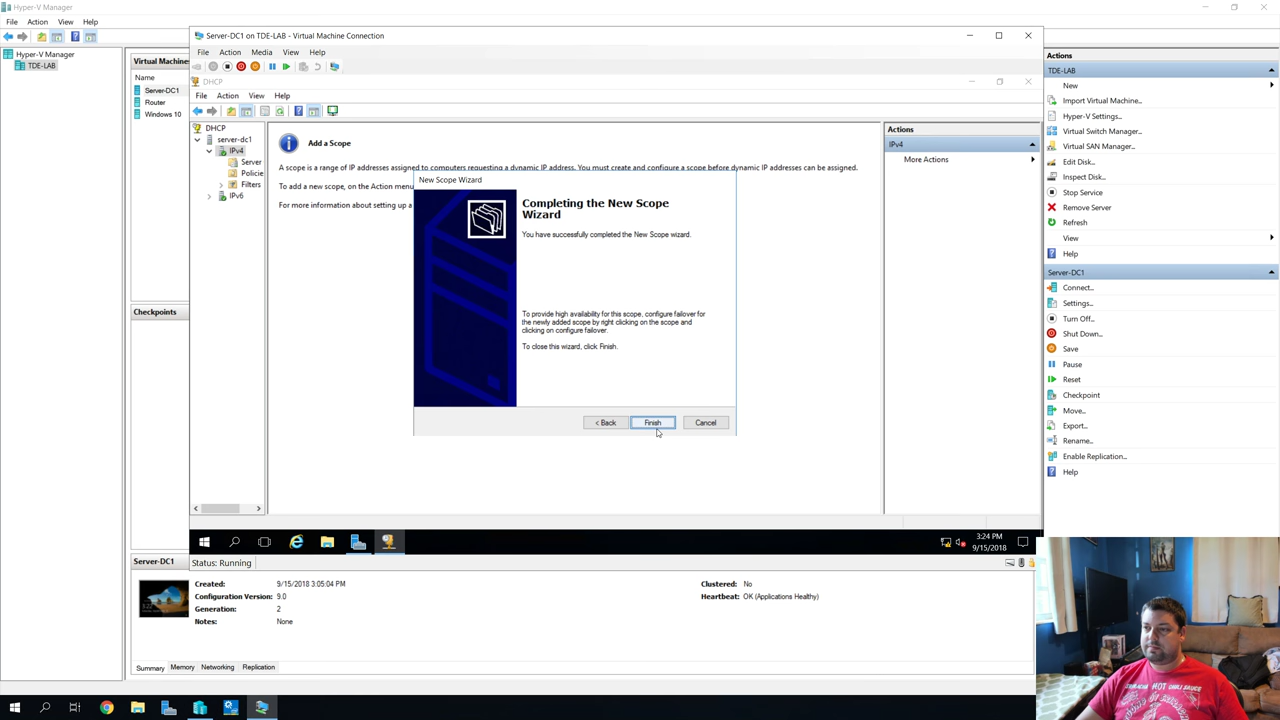 Hyper-V Manager
File Action View Help
Hyper-V Manager
TDE-LAB
Virtual Machine
Name
Server-DC1
Router
Windows 10
Checkpoints
Server-DC1 on TDE-LAB - Virtual Machine Connection
File Action Media View Help
DHCP
File Action View Help
DHCP
server-dc1
IPv4
Server
Policie
Filters
IPv6
Add a Scope
A scope is a range of IP addresses assigned to computers requesting a dynamic IP address. You must create and configure a scope before dynamic IP addresses can be assigned.
To add a new scope, on the Action menu
For more information about setting up a
New Scope Wizard
Completing the New Scope
Wizard
You have successfully completed the New Scope wizard.
To provide high availability for this scope, configure failover for
the newly added scope by right clicking on the scope and
clicking on configure failover.
To close this wizard, click Finish.
< Back Finish Cancel
Actions
IPv4
More Actions
3:24 PM
9/15/2018
Actions
TDE-LAB
New
Import Virtual Machine...
Hyper-V Settings...
Virtual Switch Manager...
Virtual SAN Manager...
Edit Disk...
Inspect Disk...
Stop Service
Remove Server
Refresh
View
Help
Server-DC1
Connect...
Settings...
Turn Off...
Shut Down...
Save
Pause
Reset
Checkpoint
Move...
Export...
Rename...
Enable Replication...
Help
Server-DC1
Status: Running
Created: 9/15/2018 3:05:04 PM Clustered: No
Configuration Version: 9.0 Heartbeat: OK (Applications Healthy)
Generation: 2
Notes: None
Summary Memory Networking Replication